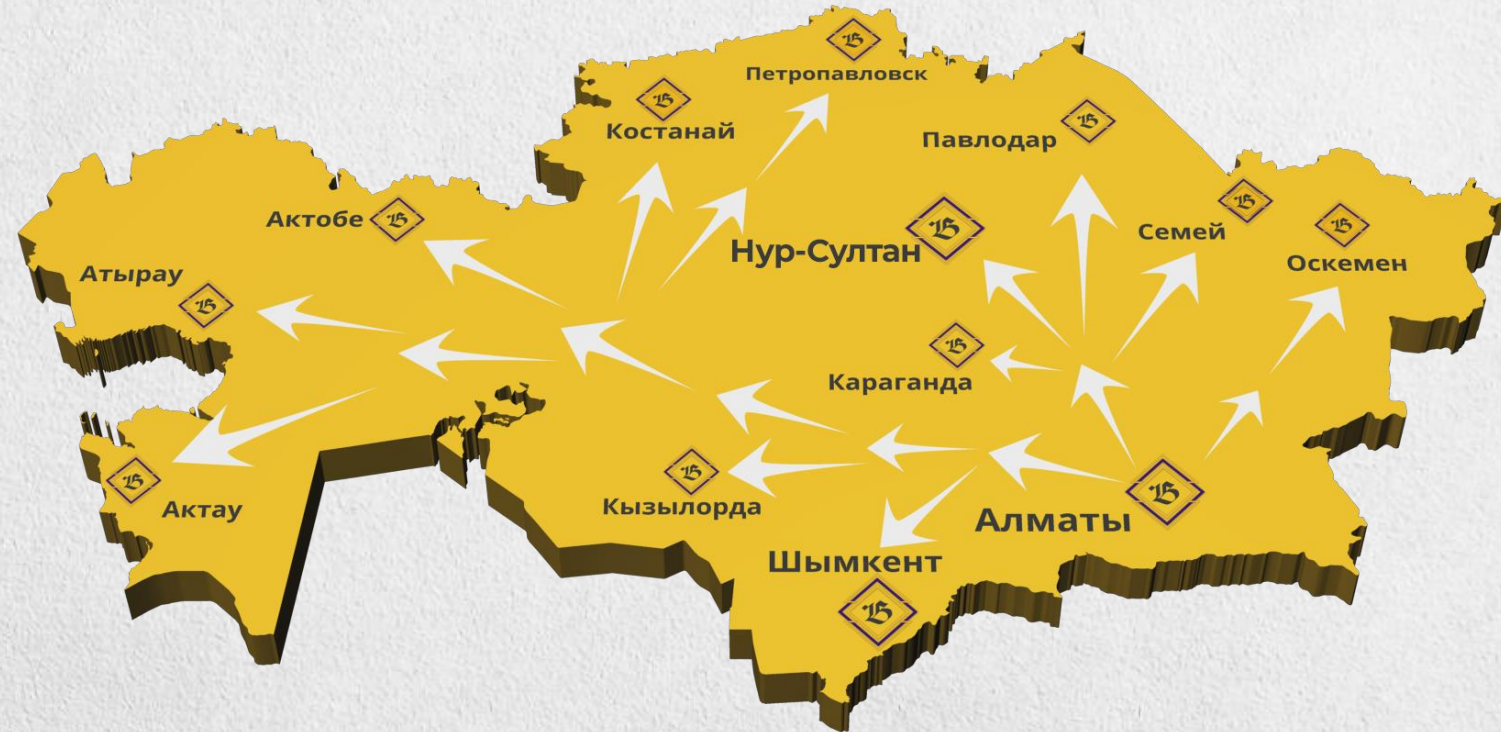 Петропавловск
Костанай
Павлодар
Актобе
Семей
Нур-Султан
Оскемен
Атырау
Караганда
Кызылорда
Актау
Алматы
Шымкент